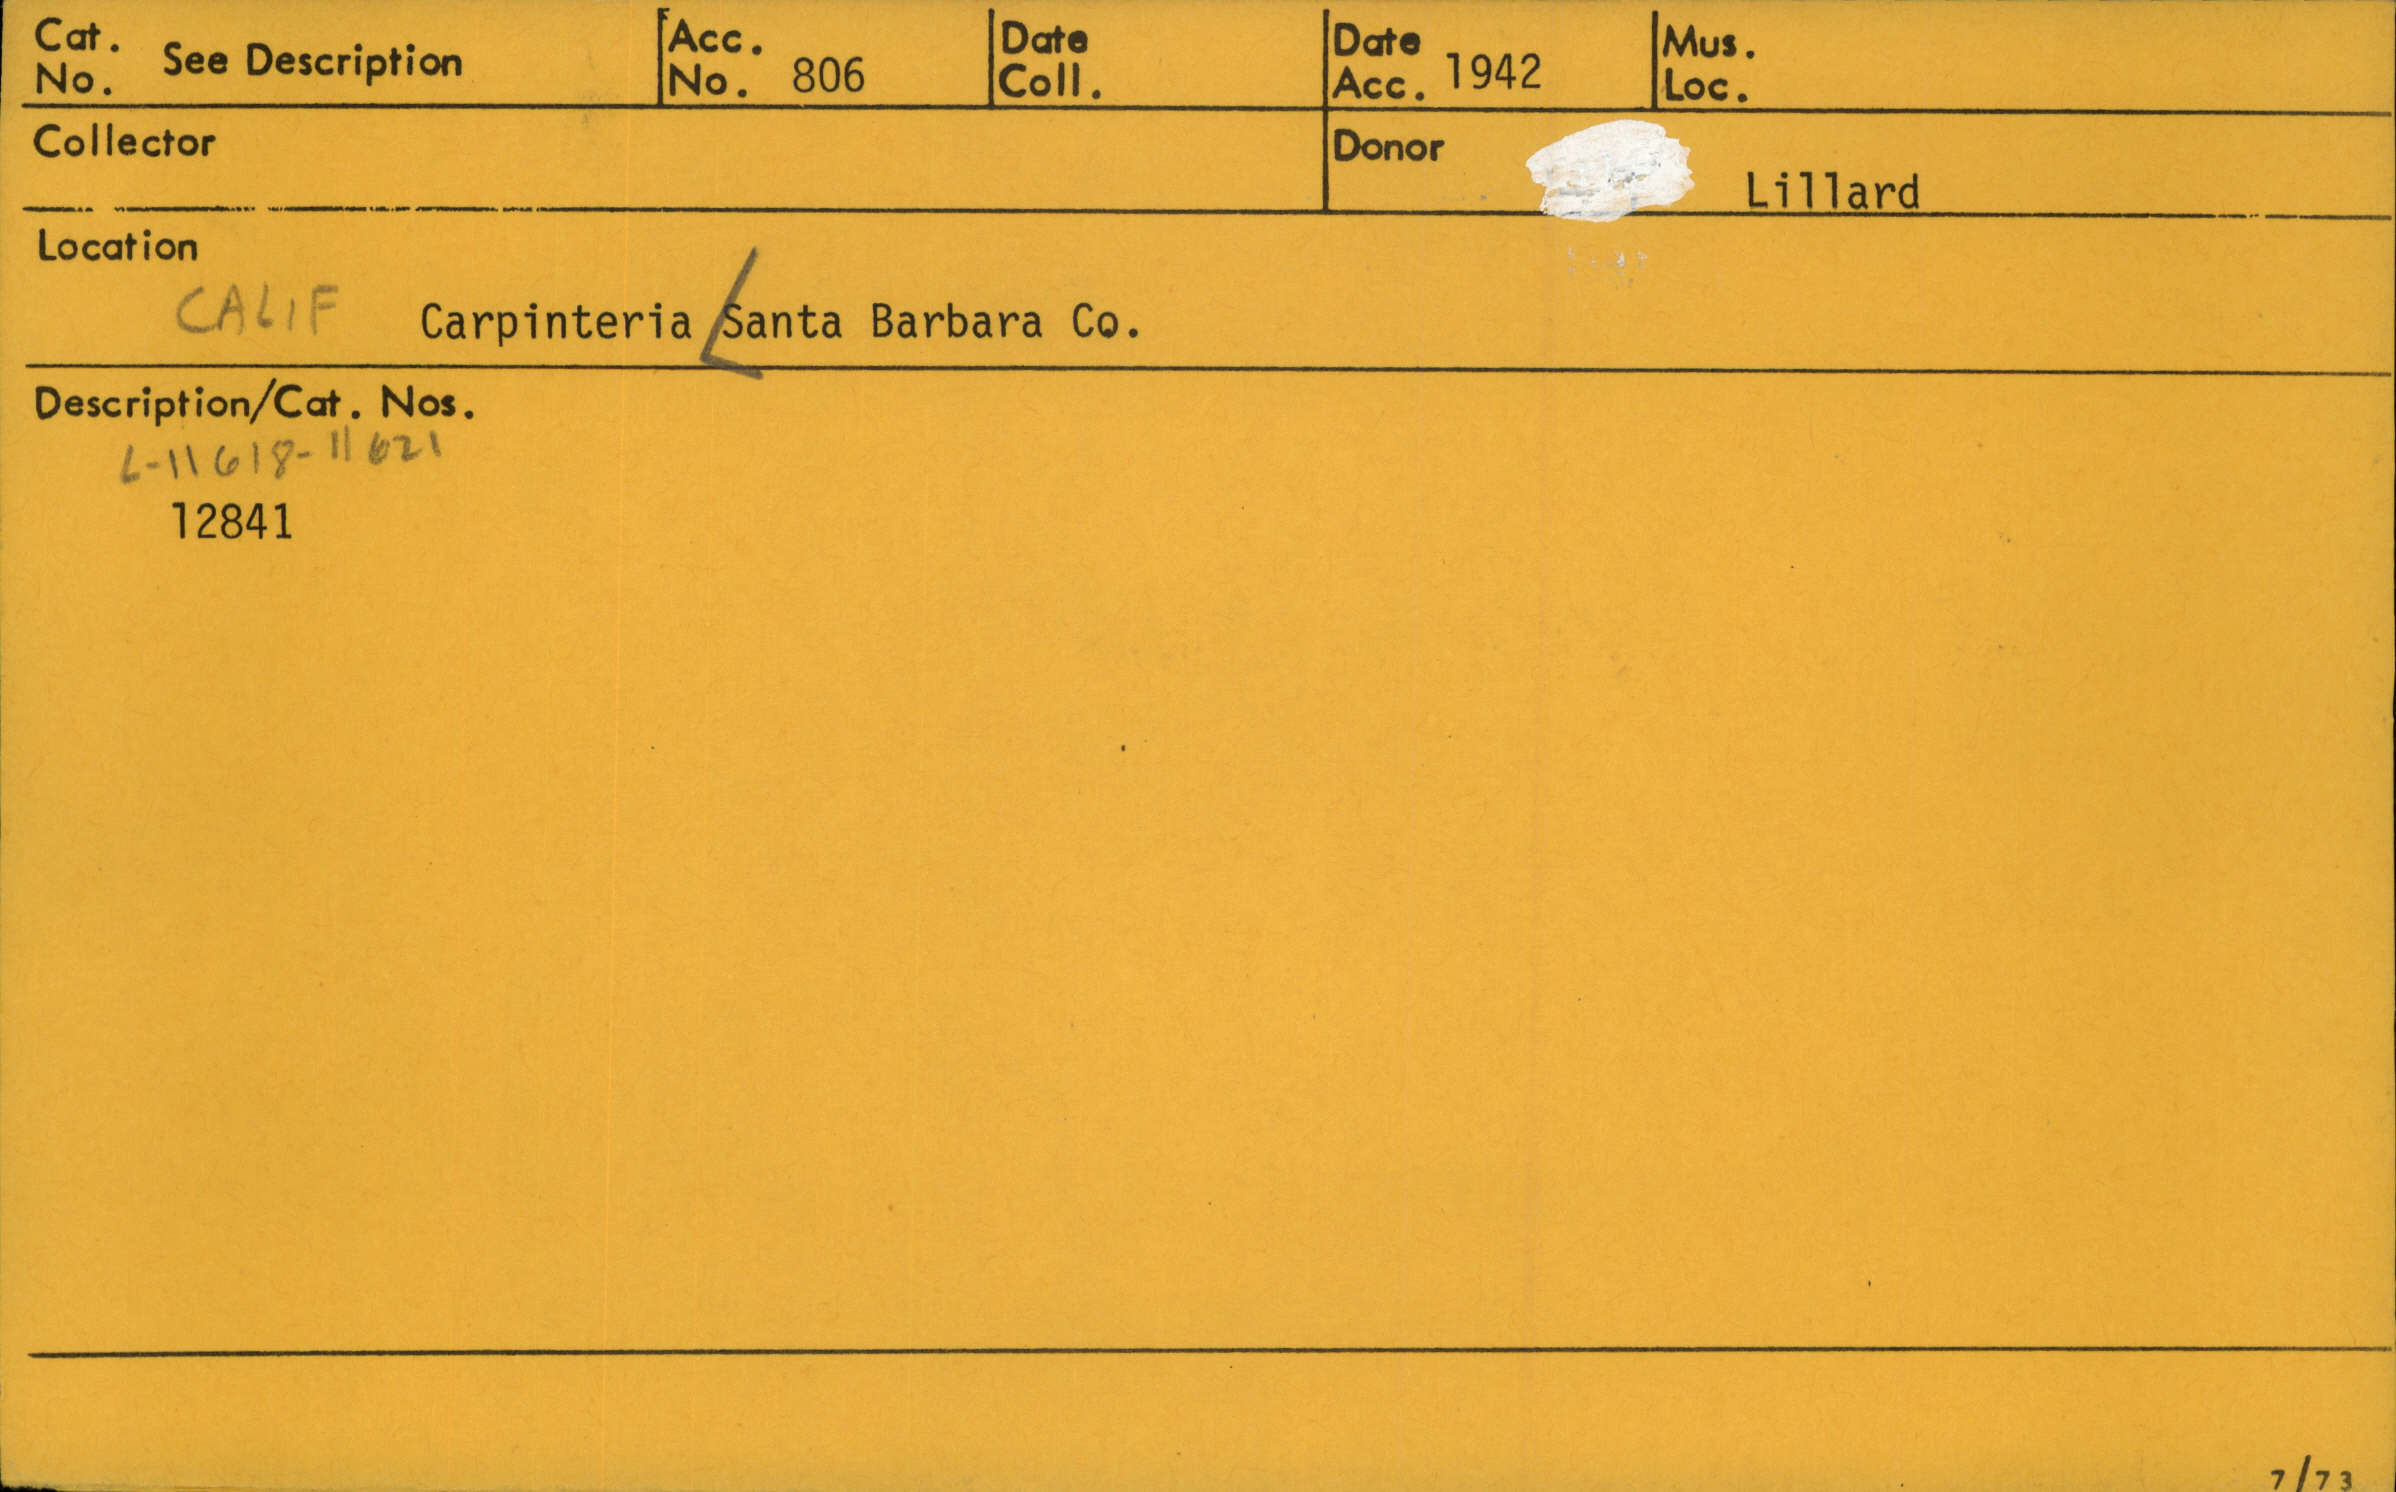 Cat. No. See Description
Acc. No. 806
Date Coll.
Date Acc. 1942
Mus. Loc.
Collector
Donor Lillard
Location
CALIF Carpinteria Santa Barbara Co.
Description/Cat. Nos.
L-11618-11621
12841
7/73